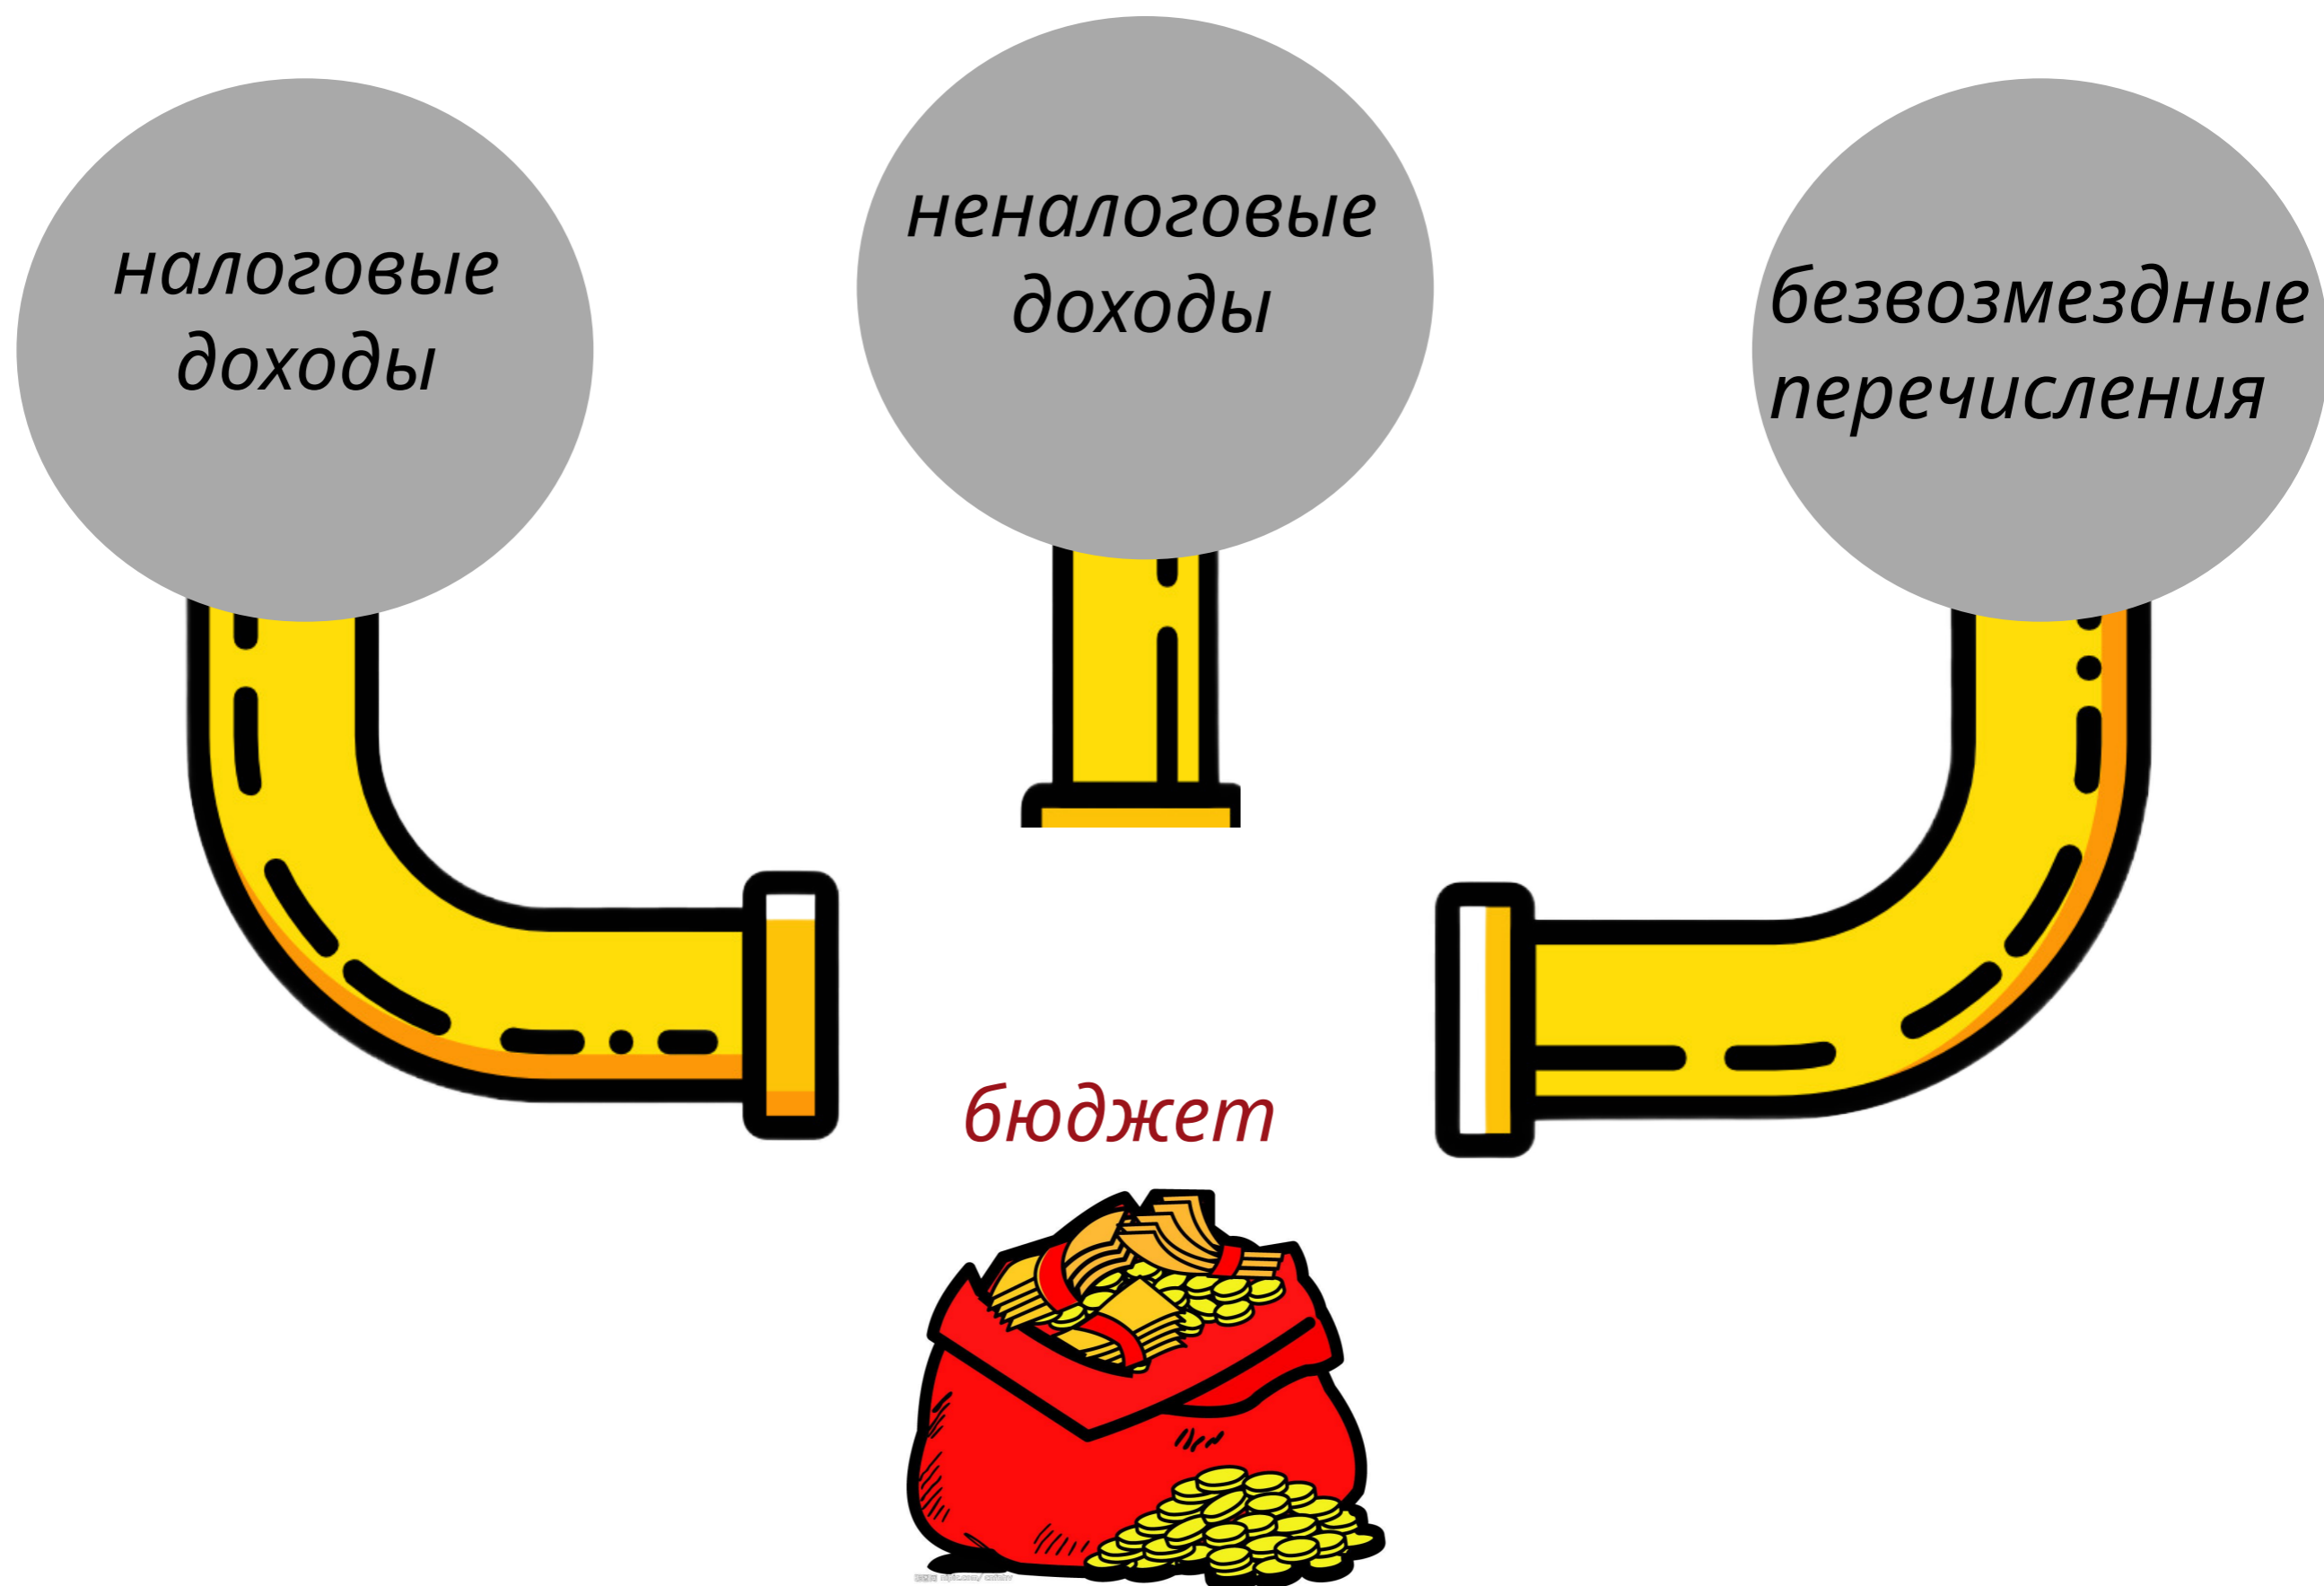 налоговые
доходы
неналоговые
доходы
безвозмездные
перечисления
бюджет